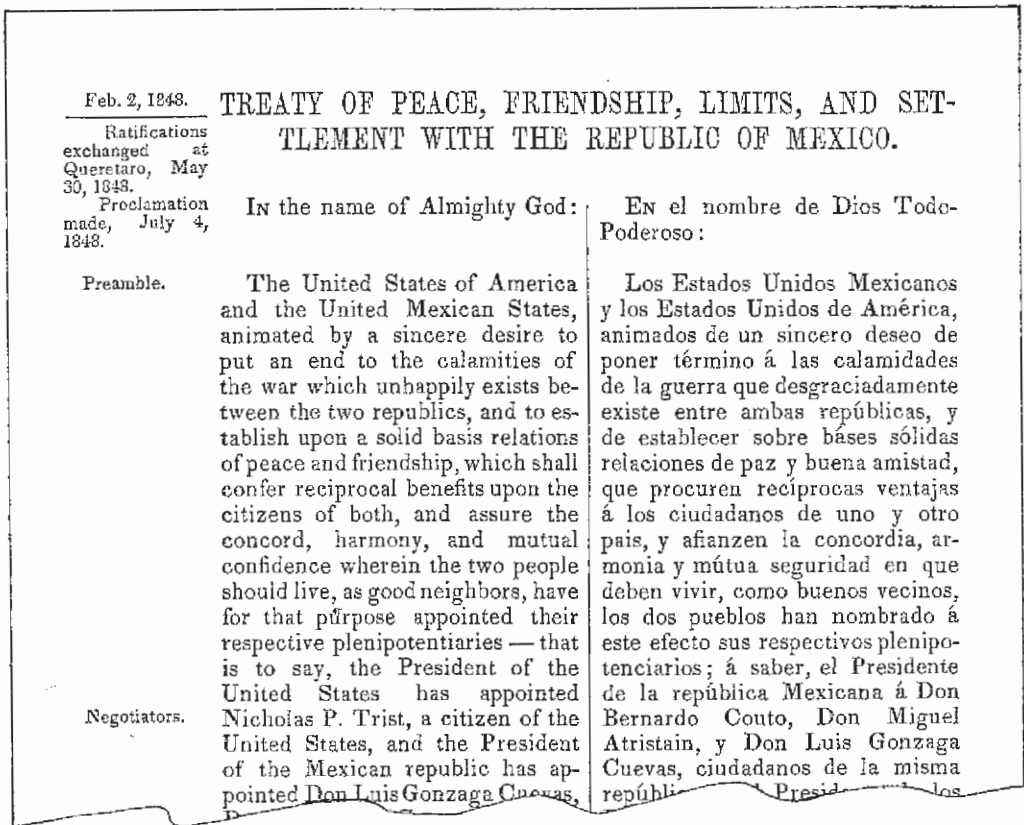 Feb. 2, 1848.
Ratifications
exchanged at
Queretaro, May
30, 1848.
Proclamation
made, July 4,
1848.
TREATY OF PEACE, FRIENDSHIP, LIMITS, AND SET-
TLEMENT WITH THE REPUBLIC OF MEXICO.
Preamble.
Negotiators.
IN the name of Almighty God:
The United States of America
and the United Mexican States,
animated by a sincere desire to
put an end to the calamities of
the war which unhappily exists be-
tween the two republics, and to es-
tablish upon a solid basis relations
of peace and friendship, which shall
confer reciprocal benefits upon the
citizens of both, and assure the
concord, harmony, and mutual
confidence wherein the two people
should live, as good neighbors, have
for that purpose appointed their
respective plenipotentiaries — that
is to say, the President of the
United States has appointed
Nicholas P. Trist, a citizen of the
United States, and the President
of the Mexican republic has ap-
pointed Don Luis Gonzaga Cuevas,
EN el nombre de Dios Todo-
Poderoso:
Los Estados Unidos Mexicanos
y los Estados Unidos de América,
animados de un sincero deseo de
poner término á las calamidades
de la guerra que desgraciadamente
existe entre ambas repúblicas, y
de establecer sobre báses sólidas
relaciones de paz y buena amistad,
que procuren recíprocas ventajas
á los ciudadanos de uno y otro
pais, y afianzen la concordia, ar-
monia y mútua seguridad en que
deben vivir, como buenos vecinos,
los dos pueblos han nombrado á
este efecto sus respectivos plenipo-
tenciarios; á saber, el Presidente
de la república Mexicana á Don
Bernardo Couto, Don Miguel
Atristain, y Don Luis Gonzaga
Cuevas, ciudadanos de la misma
los